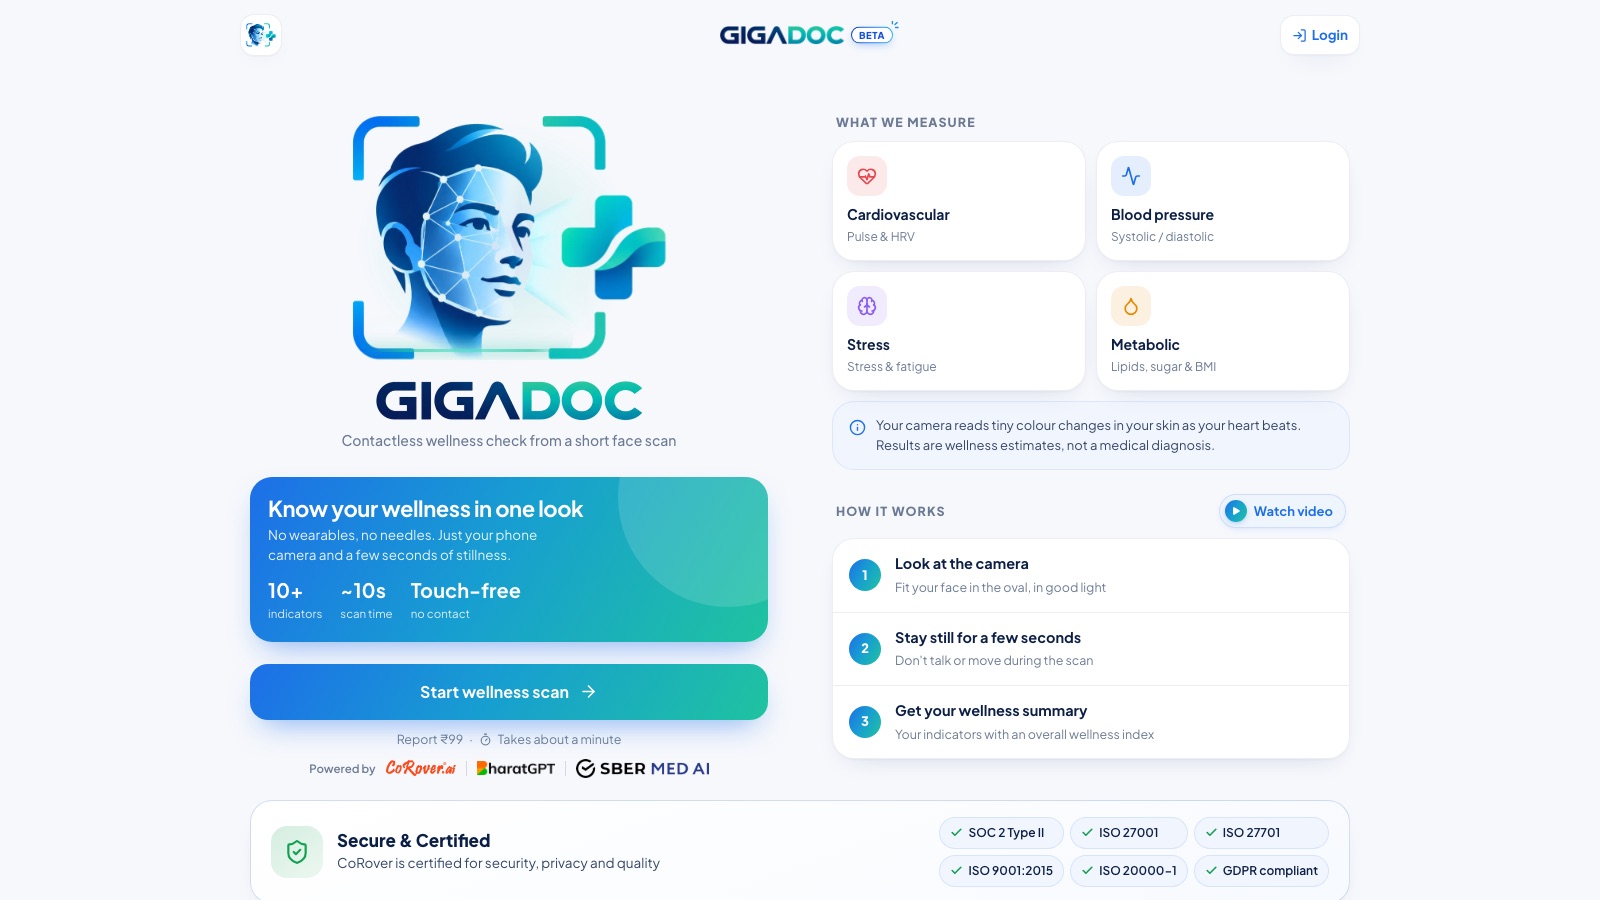 GIGADOC BETA
Login
GIGADOC
Contactless wellness check from a short face scan
Know your wellness in one look
No wearables, no needles. Just your phone
camera and a few seconds of stillness.
10+ ~10s Touch-free
indicators scan time no contact
Start wellness scan
Report ₹99 · Takes about a minute
Powered by CoRover.ai BharatGPT SBER MED AI
WHAT WE MEASURE
Cardiovascular
Pulse & HRV
Blood pressure
Systolic / diastolic
Stress
Stress & fatigue
Metabolic
Lipids, sugar & BMI
Your camera reads tiny colour changes in your skin as your heart beats.
Results are wellness estimates, not a medical diagnosis.
HOW IT WORKS
Watch video
1 Look at the camera
Fit your face in the oval, in good light
2 Stay still for a few seconds
Don't talk or move during the scan
3 Get your wellness summary
Your indicators with an overall wellness index
Secure & Certified
CoRover is certified for security, privacy and quality
SOC 2 Type II ISO 27001 ISO 27701
ISO 9001:2015 ISO 20000-1 GDPR compliant